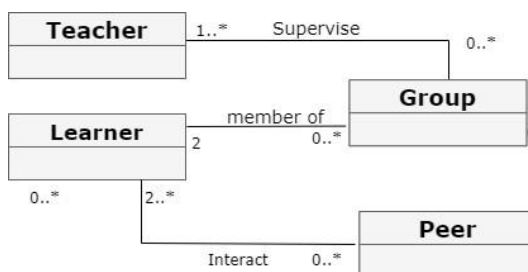 Teacher
1..*
Supervise
0..*
Group
Learner
member of
2
0..*
0..*
2..*
Peer
Interact
0..*